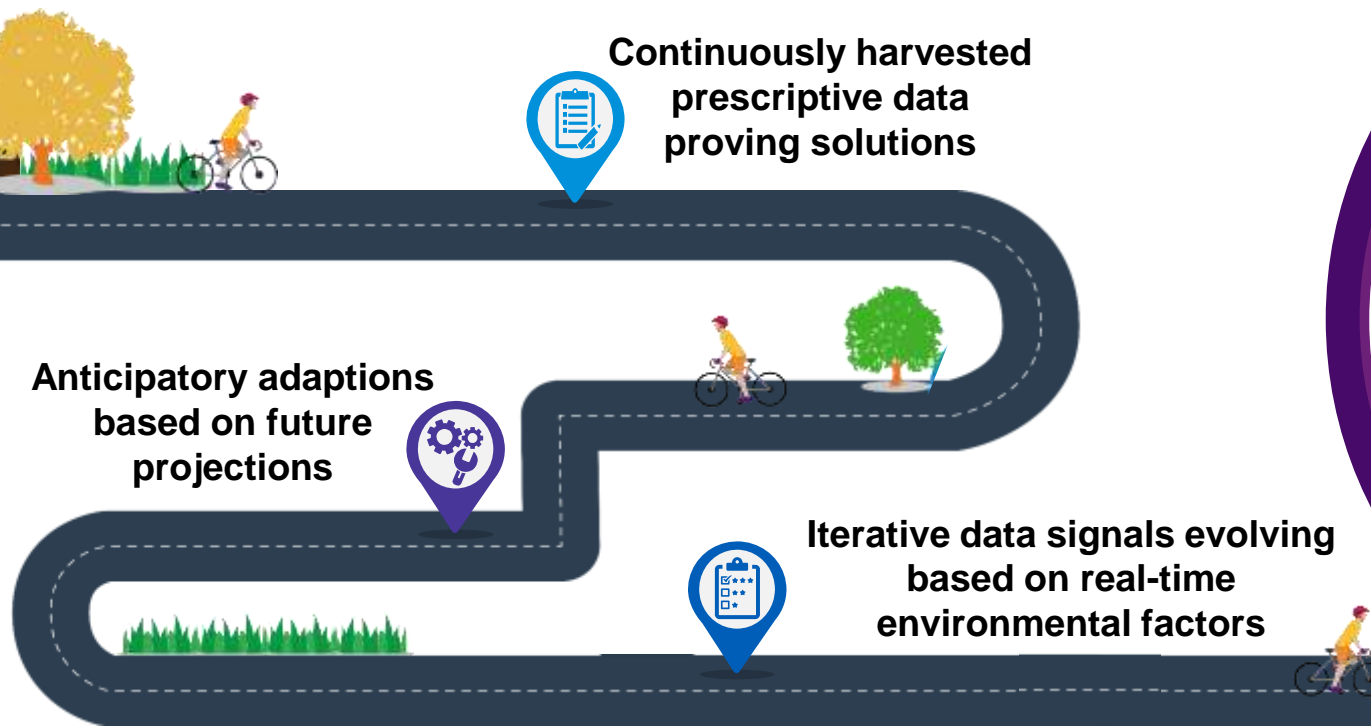 Continuously harvested
prescriptive data
proving solutions
Anticipatory adaptions
based on future
projections
Iterative data signals evolving
based on real-time
environmental factors